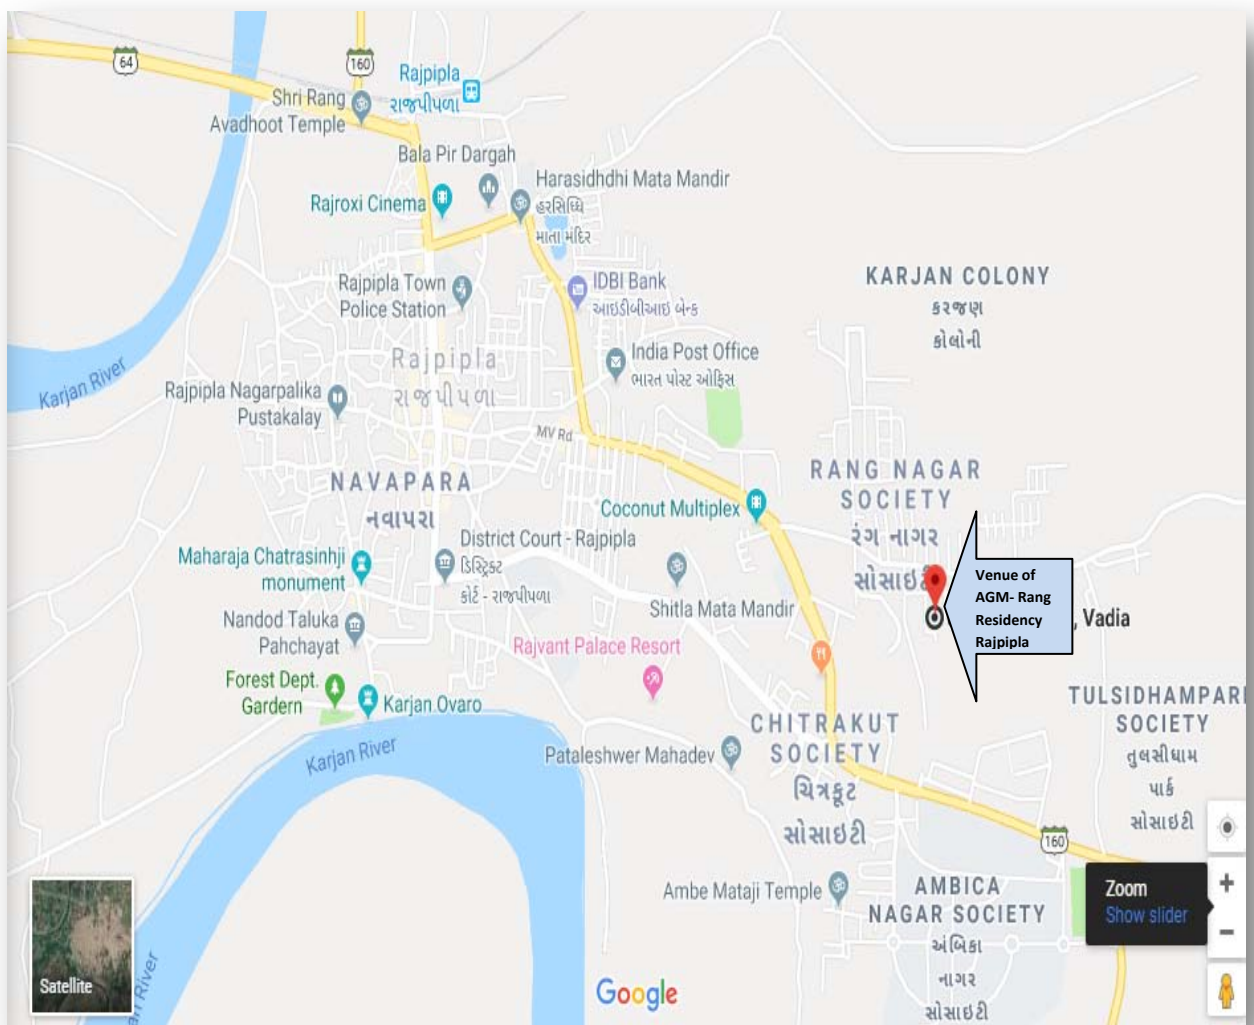 64
160
Rajpipla
રાજપીપળા
Shri Rang
Avadhoot Temple
Bala Pir Dargah
Harasidhdhi Mata Mandir
હરસિધ્ધિ
માતા મંદિર
Rajroxi Cinema
KARJAN COLONY
કરજણ
કોલોની
Rajpipla Town
Police Station
IDBI Bank
આઇડીબીઆઇ બેન્ક
India Post Office
ભારત પોસ્ટ ઓફિસ
Rajpipla
રાજપીપળા
Karjan River
Rajpipla Nagarpalika
Pustakalay
MV Rd
NAVAPARA
નવાપરા
RANG NAGAR
SOCIETY
રંગ નાગર
Coconut Multiplex
District Court - Rajpipla
ડિસ્ટ્રિક્ટ
કોર્ટ - રાજપીપળા
Maharaja Chatrasinhji
monument
Venue of
AGM- Rang
Residency
Rajpipla
, Vadia
Shitla Mata Mandir
Nandod Taluka
Pahchayat
Rajvant Palace Resort
Forest Dept.
Gardern
Karjan Ovaro
Karjan River
TULSIDHAMPARK
SOCIETY
તુલસીધામ
પાર્ક
સોસાઇટી
CHITRAKUT
SOCIETY
ચિત્રકૂટ
સોસાઇટી
Pataleshwer Mahadev
160
Ambe Mataji Temple
AMBICA
NAGAR SOCIETY
અંબિકા
નાગર
સોસાઇટી
Zoom
Show slider
+
−
Satellite
River
Google